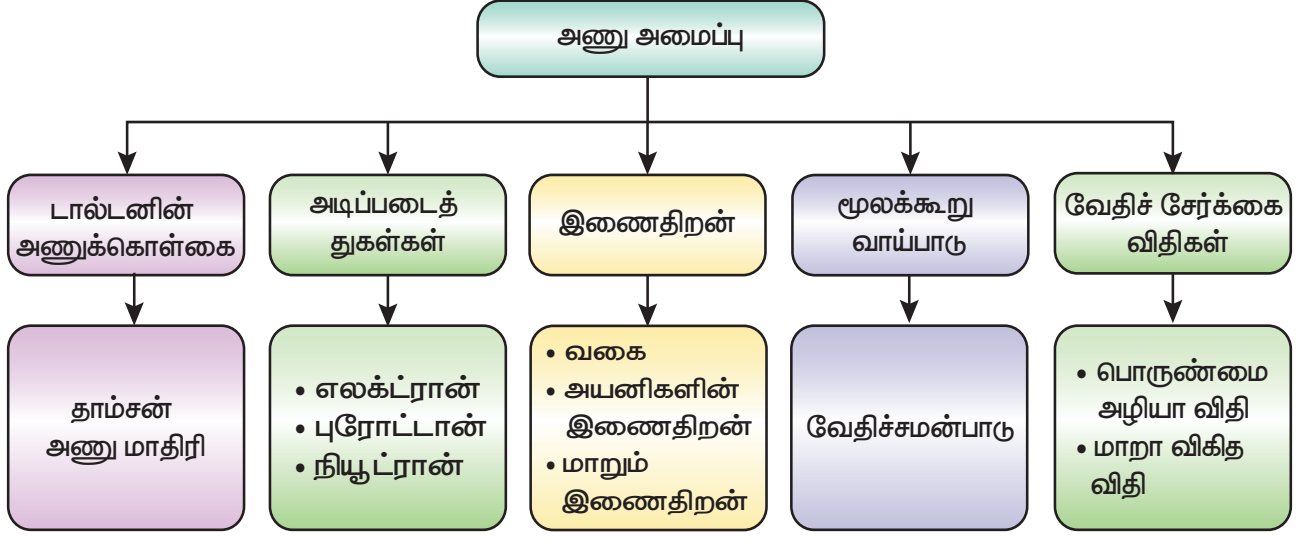 அணு அமைப்பு
டால்டனின்
அணுக்கொள்கை
அடிப்படைத்
துகள்கள்
இணைதிறன்
மூலக்கூறு
வாய்பாடு
வேதிச் சேர்க்கை
விதிகள்
தாம்சன்
அணு மாதிரி
• எலக்ட்ரான்
• புரோட்டான்
• நியூட்ரான்
• வகை
• அயனிகளின்
இணைதிறன்
• மாறும்
இணைதிறன்
வேதிச்சமன்பாடு
• பொருண்மை
அழியா விதி
• மாறா விகித
விதி